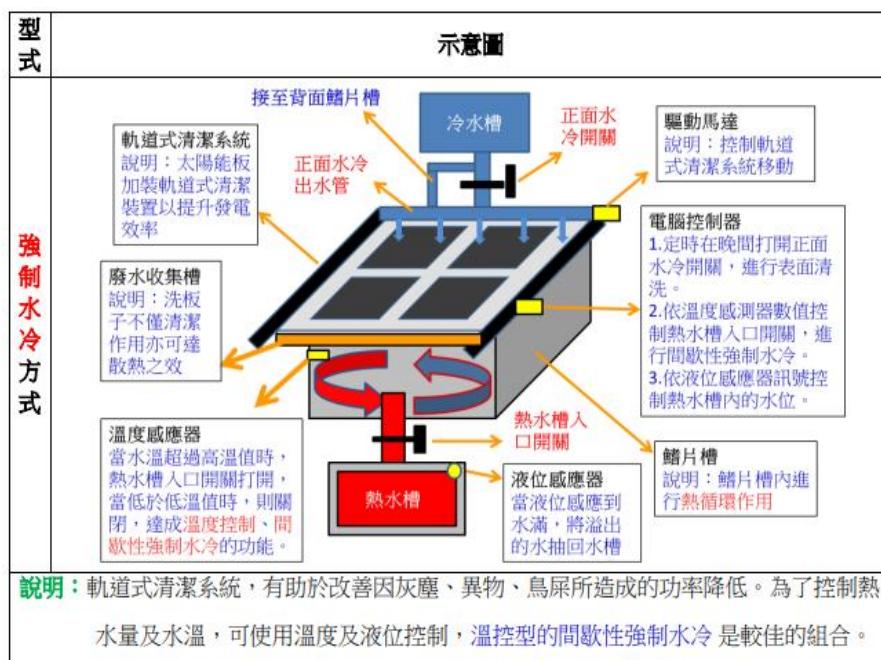 型式
示意圖
強制水冷方式
接至背面鰭片槽
冷水槽
正面水
冷開關
驅動馬達
說明：控制軌道
式清潔系統移動
軌道式清潔系統
說明：太陽能板
加裝軌道式清潔
裝置以提升發電
效率
正面水冷
出水管
電腦控制器
1.定時在晚間打開正面
水冷開關，進行表面清
洗。
2.依溫度感測器數值控
制熱水槽入口開關，進
行間歇性強制水冷。
3.依液位感應器訊號控
制熱水槽內的水位。
廢水收集槽
說明：洗板
子不僅清潔
作用亦可達
散熱之效
溫度感應器
當水溫超過高溫值時，
熱水槽入口開關打開，
當低於低溫值時，則關
閉，達成溫度控制、間
歇性強制水冷的功能。
熱水槽入
口開關
熱水槽
液位感應器
當液位感應到
水滿，將溢出
的水抽回水槽
鰭片槽
說明：鰭片槽內進
行熱循環作用
說明：軌道式清潔系統，有助於改善因灰塵、異物、鳥屎所造成的功率降低。為了控制熱
水量及水溫，可使用溫度及液位控制，溫控型的間歇性強制水冷 是較佳的組合。